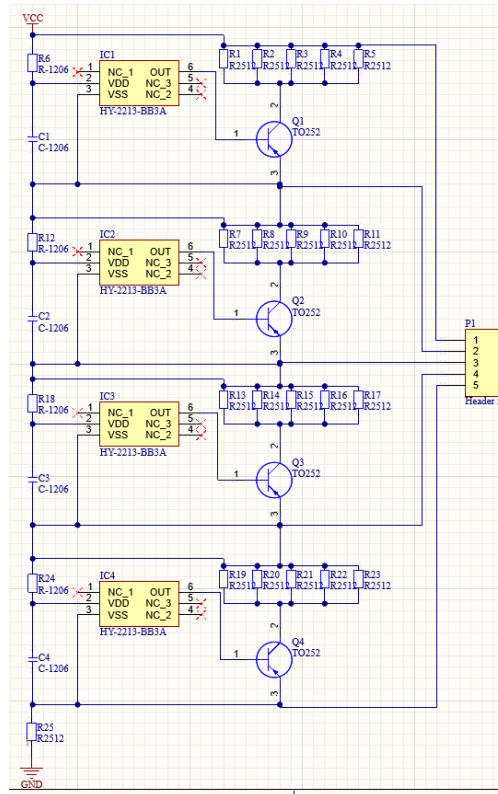 VCC
R6
R-1206
IC1
1 NC_1 OUT 6
2 VDD NC_3 5
3 VSS NC_2 4
HY-2213-BB3A
R1 R2 R3 R4 R5
R2512 R2512 R2512 R2512 R2512
C1
C-1206
2
Q1
TO252
1
3
R12
R-1206
IC2
1 NC_1 OUT 6
2 VDD NC_3 5
3 VSS NC_2 4
HY-2213-BB3A
R7 R8 R9 R10 R11
R2512 R2512 R2512 R2512 R2512
C2
C-1206
2
Q2
TO252
1
3
P1
1
2
3
4
5
Header
R18
R-1206
IC3
1 NC_1 OUT 6
2 VDD NC_3 5
3 VSS NC_2 4
HY-2213-BB3A
R13 R14 R15 R16 R17
R2512 R2512 R2512 R2512 R2512
C3
C-1206
2
Q3
TO252
1
3
R24
R-1206
IC4
1 NC_1 OUT 6
2 VDD NC_3 5
3 VSS NC_2 4
HY-2213-BB3A
R19 R20 R21 R22 R23
R2512 R2512 R2512 R2512 R2512
C4
C-1206
2
Q4
TO252
1
3
R25
R2512
GND